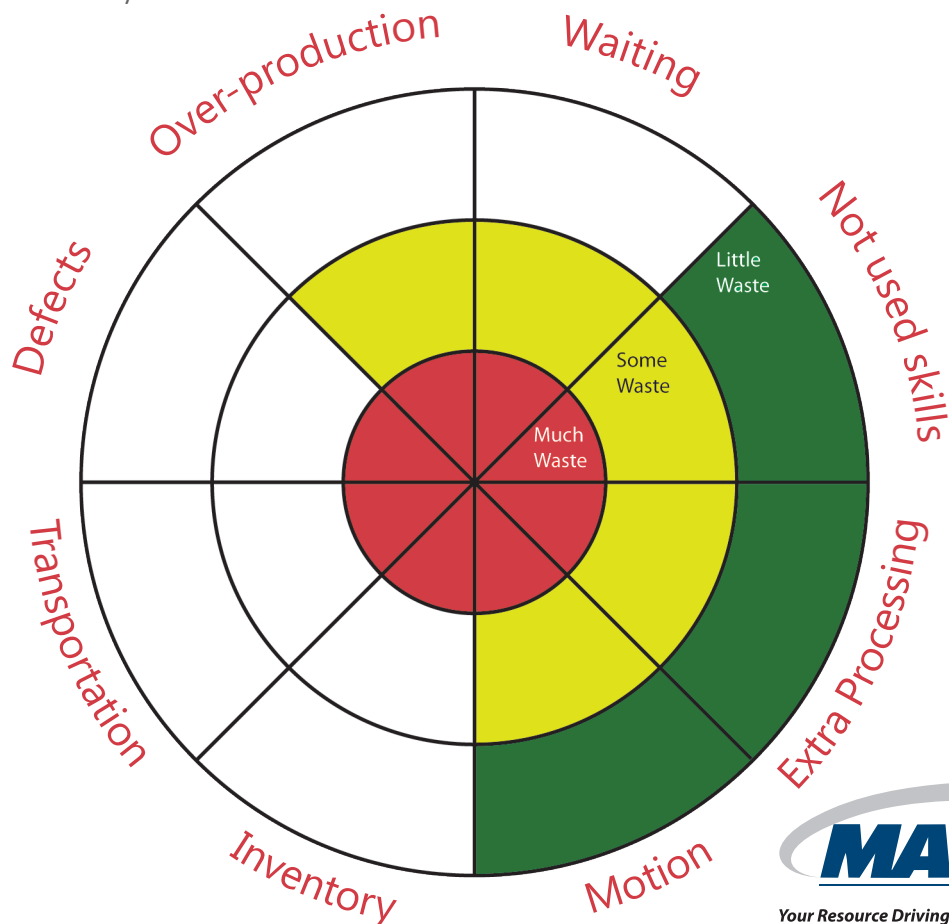 Over-production
Waiting
Defects
Not used skills
Little
Waste
Some
Waste
Much
Waste
Transportation
Extra Processing
Inventory
Motion
MA
Your Resource Driving